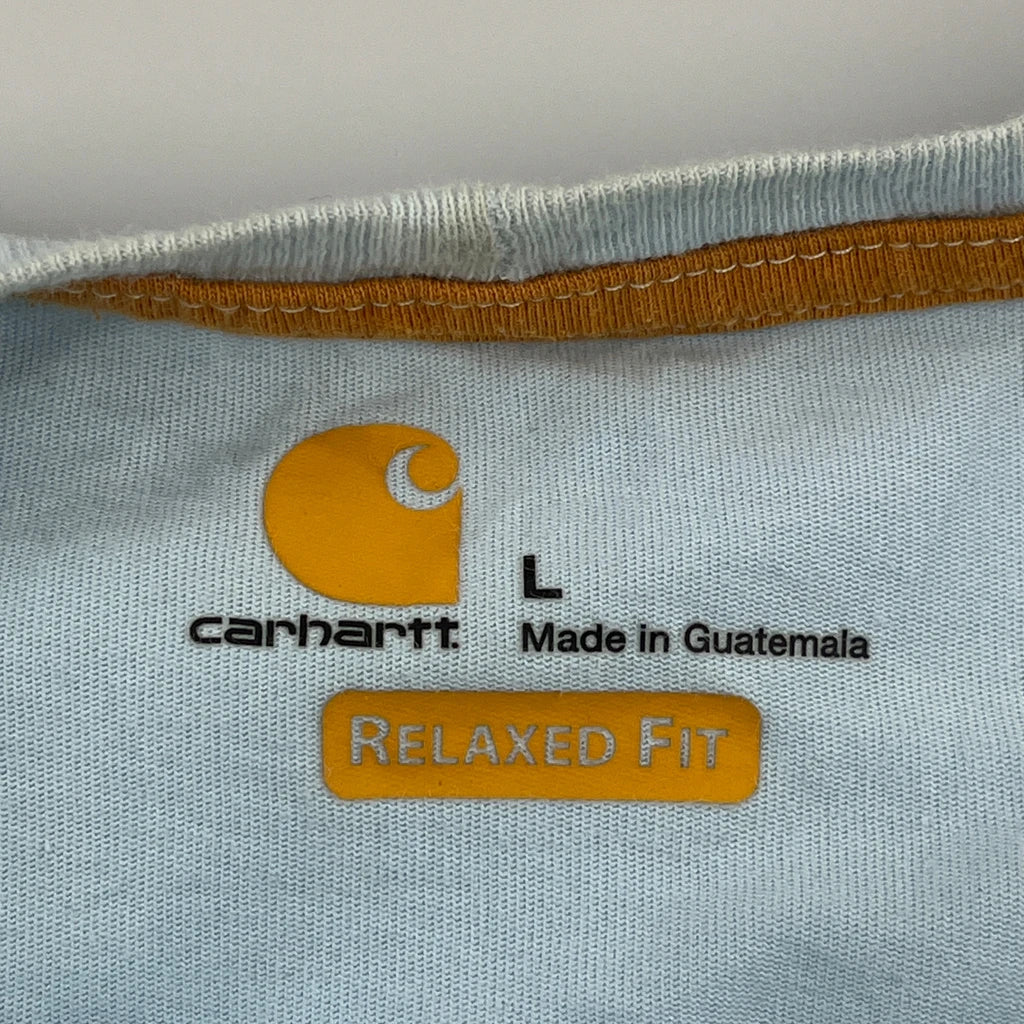 L
carhartt.
Made in Guatemala
RELAXED FIT